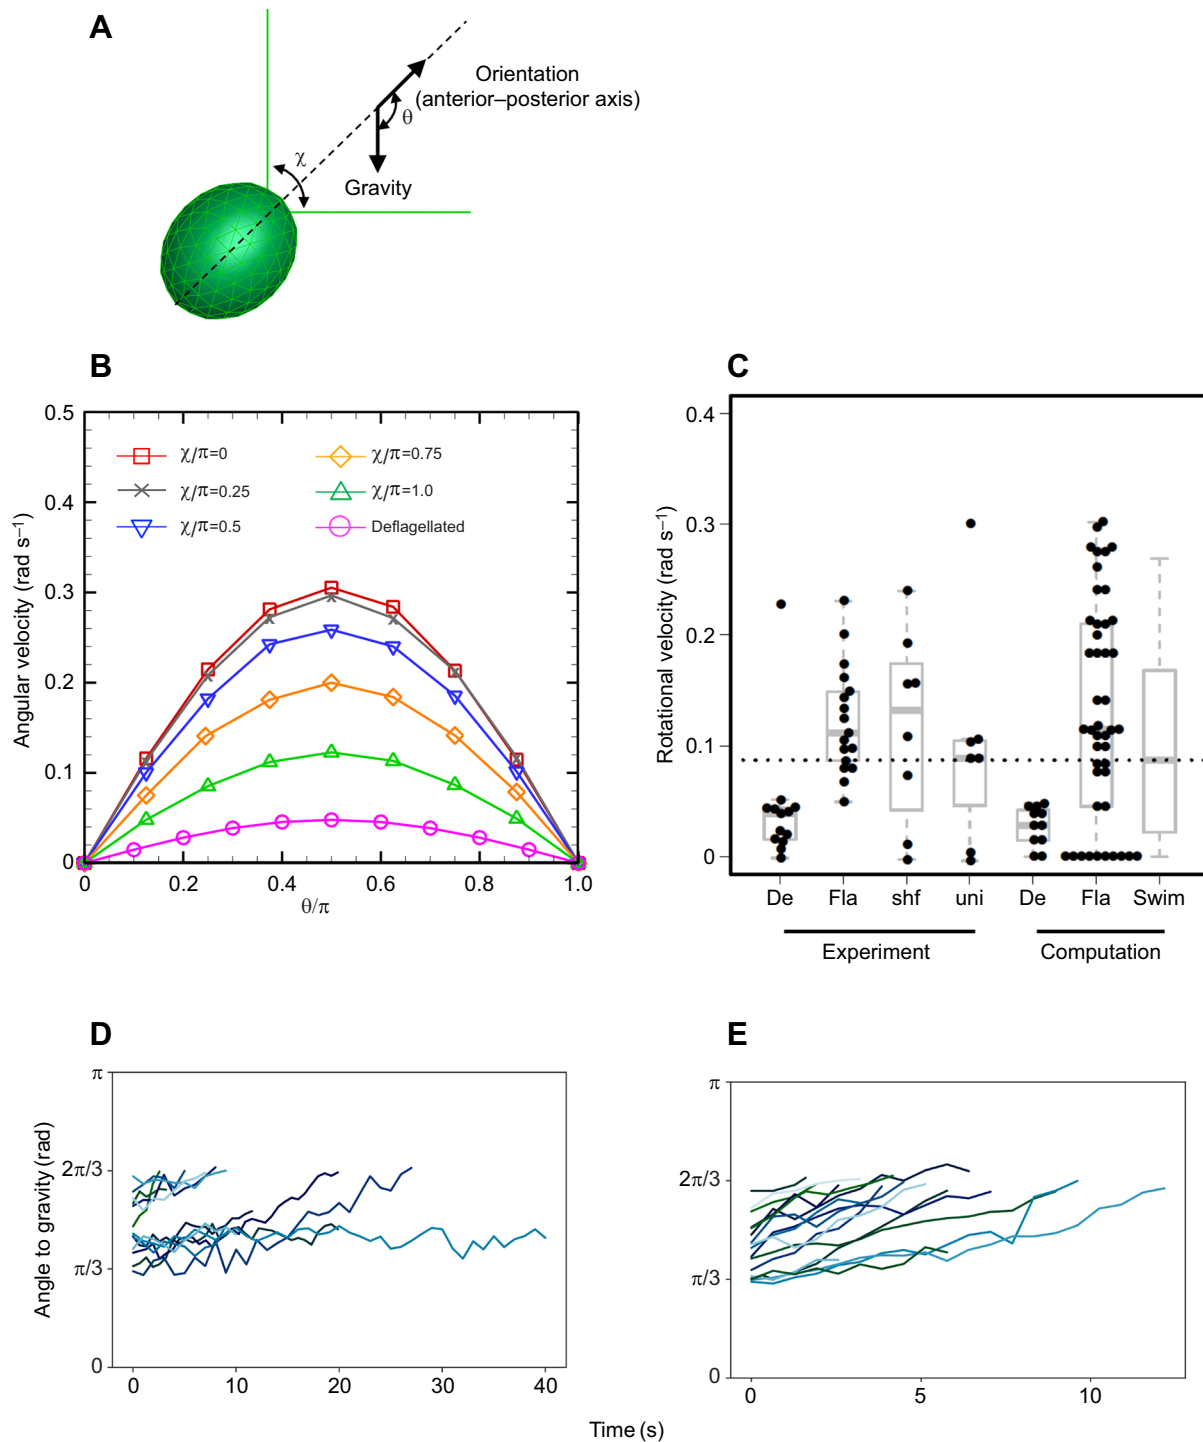 A
Orientation
(anterior–posterior axis)
θ
χ
Gravity
B
Angular velocity (rad s–1)
0.5
0.4
0.3
0.2
0.1
0
χ/π=0
χ/π=0.25
χ/π=0.5
χ/π=0.75
χ/π=1.0
Deflagellated
0 0.2 0.4 0.6 0.8 1.0
θ/π
C
Rotational velocity (rad s–1)
0.4
0.3
0.2
0.1
0
De Fla shf uni De Fla Swim
Experiment Computation
D
Angle to gravity (rad)
π
2π/3
π/3
0
0 10 20 30 40
E
π
2π/3
π/3
0
0 5 10
Time (s)